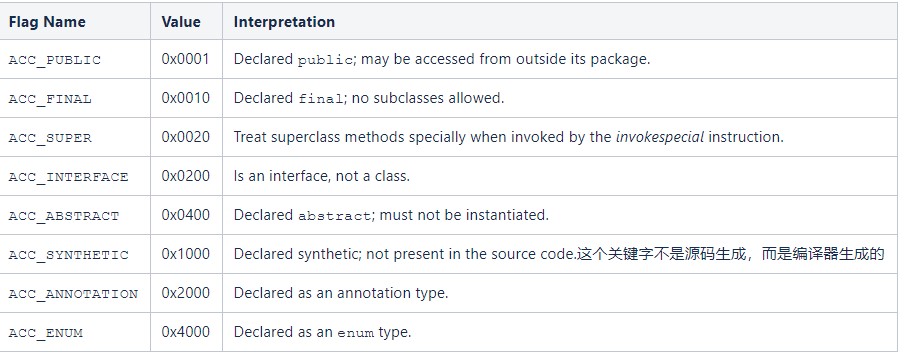 Flag Name Value Interpretation
ACC_PUBLIC 0x0001 Declared public; may be accessed from outside its package.
ACC_FINAL 0x0010 Declared final; no subclasses allowed.
ACC_SUPER 0x0020 Treat superclass methods specially when invoked by the invokespecial instruction.
ACC_INTERFACE 0x0200 Is an interface, not a class.
ACC_ABSTRACT 0x0400 Declared abstract; must not be instantiated.
ACC_SYNTHETIC 0x1000 Declared synthetic; not present in the source code.这个关键字不是源码生成，而是编译器生成的
ACC_ANNOTATION 0x2000 Declared as an annotation type.
ACC_ENUM 0x4000 Declared as an enum type.